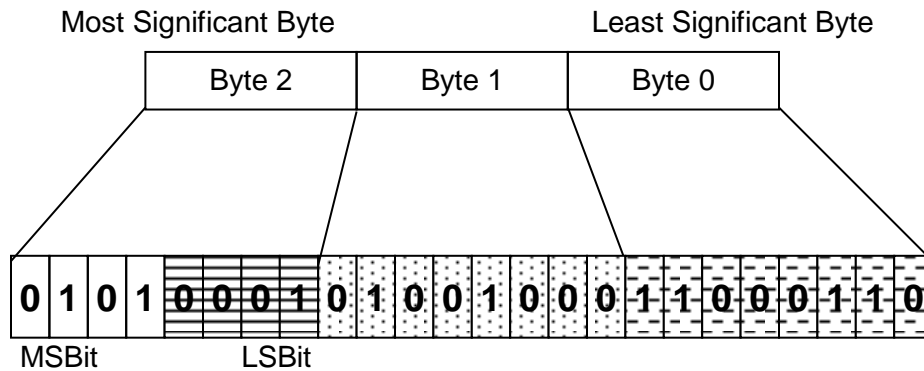 Most Significant Byte Least Significant Byte
Byte 2 Byte 1 Byte 0
0 1 0 1 0 0 0 1 0 1 0 0 1 0 0 0 1 1 0 0 0 1 1 0
MSBit LSBit